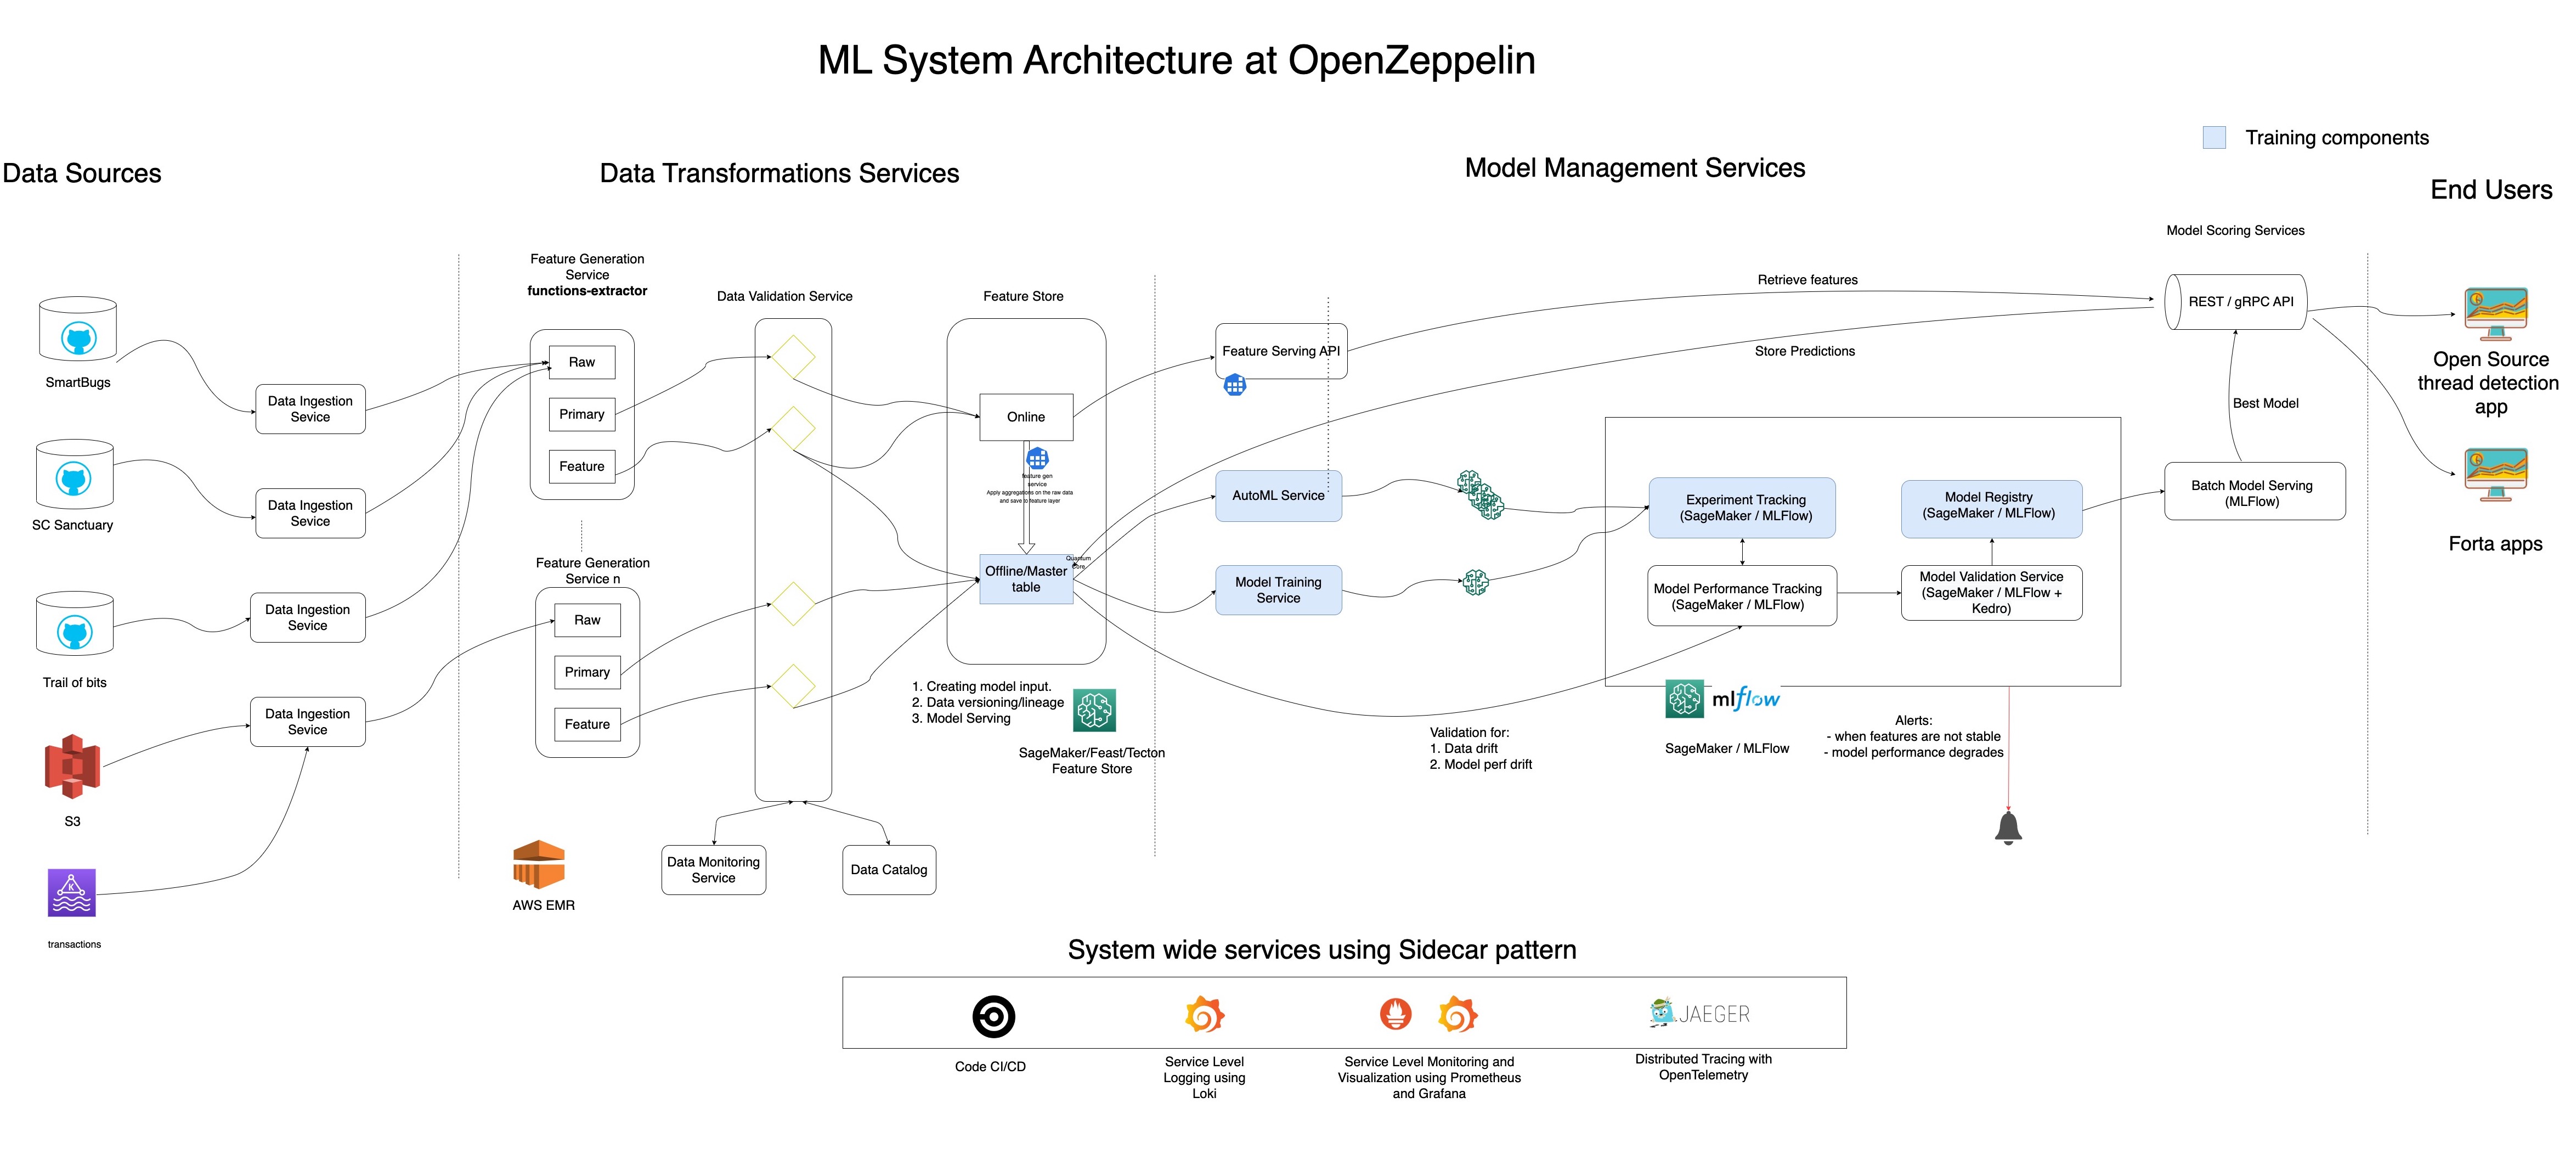 ML System Architecture at OpenZeppelin
Training components
Data Sources
Data Transformations Services
Model Management Services
End Users
SmartBugs
SC Sanctuary
Trail of bits
S3
transactions
Data Ingestion
Sevice
Data Ingestion
Sevice
Data Ingestion
Sevice
Data Ingestion
Sevice
Feature Generation
Service
functions-extractor
Raw
Primary
Feature
Feature Generation
Service n
Raw
Primary
Feature
AWS EMR
Data Validation Service
Data Monitoring
Service
Data Catalog
Feature Store
Online
feature gen
service
Apply aggregations on the raw data
and save to feature layer
Quantum
Core
Offline/Master
table
1. Creating model input.
2. Data versioning/lineage
3. Model Serving
SageMaker/Feast/Tecton
Feature Store
Feature Serving API
AutoML Service
Model Training
Service
Retrieve features
Store Predictions
Experiment Tracking
(SageMaker / MLFlow)
Model Registry
(SageMaker / MLFlow)
Model Performance Tracking
(SageMaker / MLFlow)
Model Validation Service
(SageMaker / MLFlow +
Kedro)
mlflow
SageMaker / MLFlow
Validation for:
1. Data drift
2. Model perf drift
Alerts:
- when features are not stable
- model performance degrades
Model Scoring Services
REST / gRPC API
Best Model
Batch Model Serving
(MLFlow)
Open Source
thread detection
app
Forta apps
System wide services using Sidecar pattern
JAEGER
Code CI/CD
Service Level
Logging using
Loki
Service Level Monitoring and
Visualization using Prometheus
and Grafana
Distributed Tracing with
OpenTelemetry